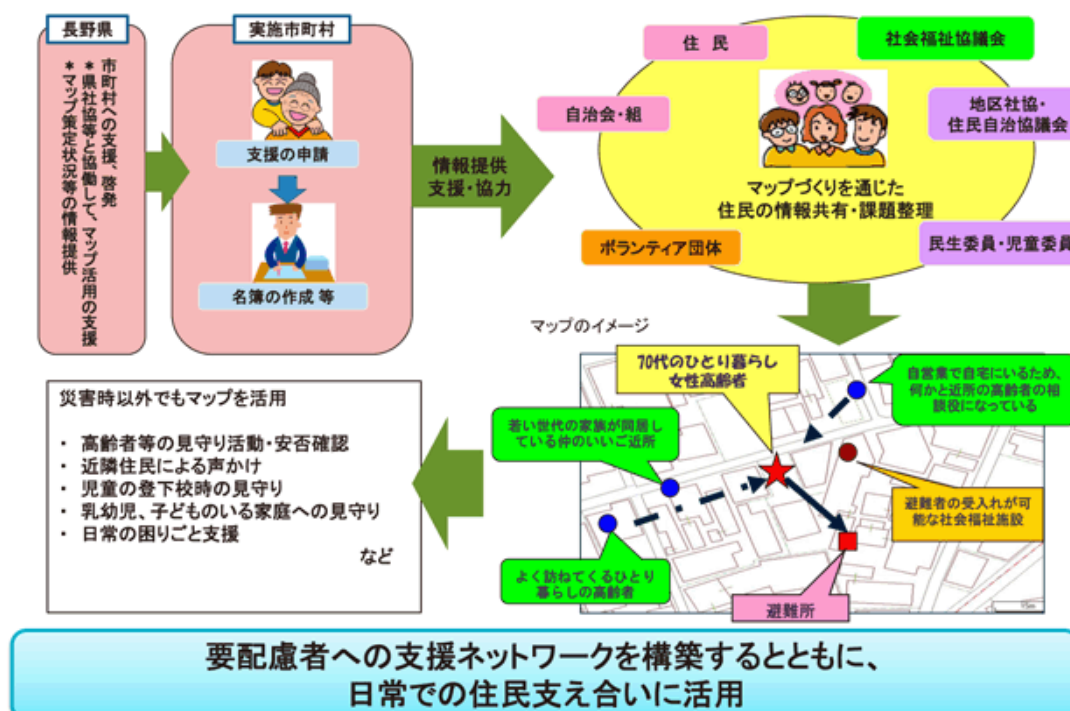 長野県
市町村への支援、啓発
＊県社協等と協働して、マップ活用の支援
＊マップ策定状況等の情報提供
実施市町村
支援の申請
名簿の作成 等
情報提供
支援・協力
住 民
社会福祉協議会
自治会・組
地区社協・
住民自治協議会
マップづくりを通じた
住民の情報共有・課題整理
ボランティア団体
民生委員・児童委員
マップのイメージ
70代のひとり暮らし
女性高齢者
自営業で自宅にいるため、
何かと近所の高齢者の相
談役になっている
若い世代の家族が同居し
ている仲のいいご近所
避難者の受入れが可
能な社会福祉施設
よく訪ねてくるひとり
暮らしの高齢者
避難所
災害時以外でもマップを活用
・ 高齢者等の見守り活動・安否確認
・ 近隣住民による声かけ
・ 児童の登下校時の見守り
・ 乳幼児、子どものいる家庭への見守り
・ 日常の困りごと支援
など
要配慮者への支援ネットワークを構築するとともに、
日常での住民支え合いに活用